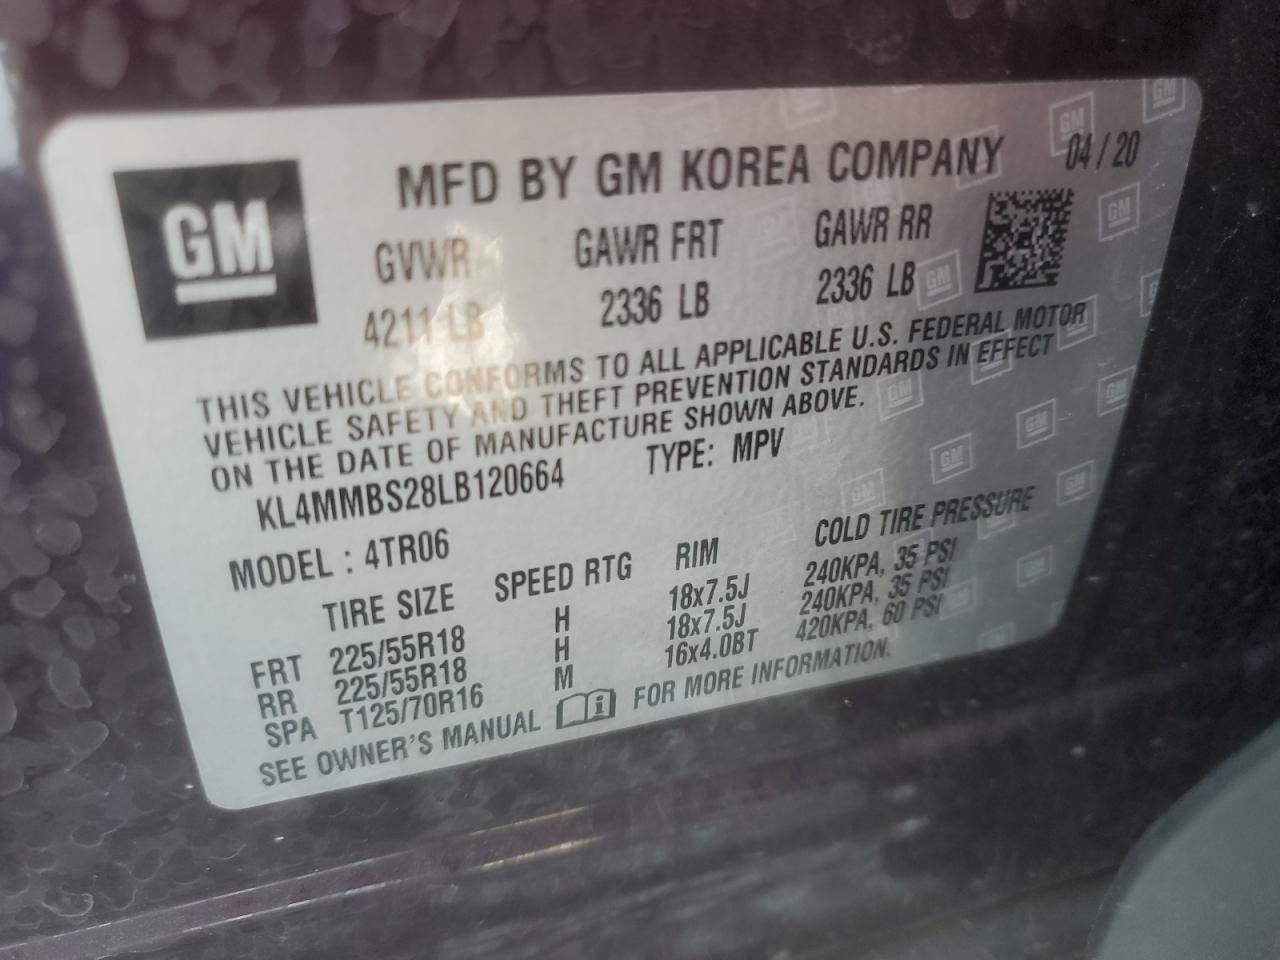 GM
MFD BY GM KOREA COMPANY 04/20
GVWR GAWR FRT GAWR RR
4211 LB 2336 LB 2336 LB
THIS VEHICLE CONFORMS TO ALL APPLICABLE U.S. FEDERAL MOTOR
VEHICLE SAFETY AND THEFT PREVENTION STANDARDS IN EFFECT
ON THE DATE OF MANUFACTURE SHOWN ABOVE.
KL4MMBS28LB120664 TYPE: MPV
MODEL : 4TR06
TIRE SIZE SPEED RTG RIM COLD TIRE PRESSURE
FRT 225/55R18 H 18x7.5J 240KPA, 35 PSI
RR 225/55R18 H 18x7.5J 240KPA, 35 PSI
SPA T125/70R16 M 16x4.0BT 420KPA, 60 PSI
SEE OWNER'S MANUAL i FOR MORE INFORMATION.